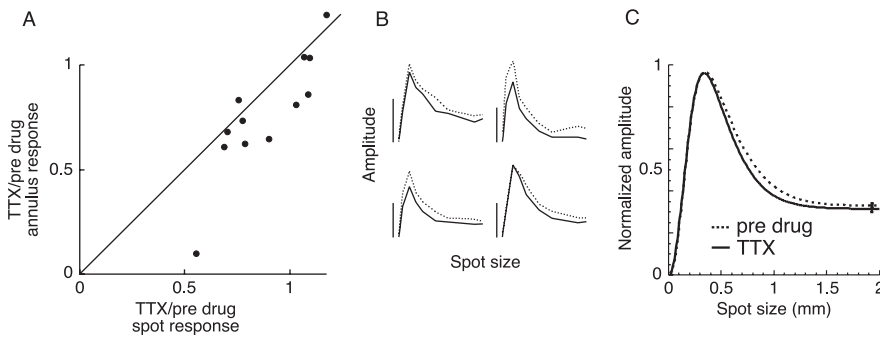 A
TTX/pre drug
annulus response
1
0.5
0
0
0.5
1
TTX/pre drug
spot response
B
Amplitude
Spot size
C
Normalized amplitude
1
0.5
0
0
0.5
1
1.5
2
pre drug
TTX
Spot size (mm)